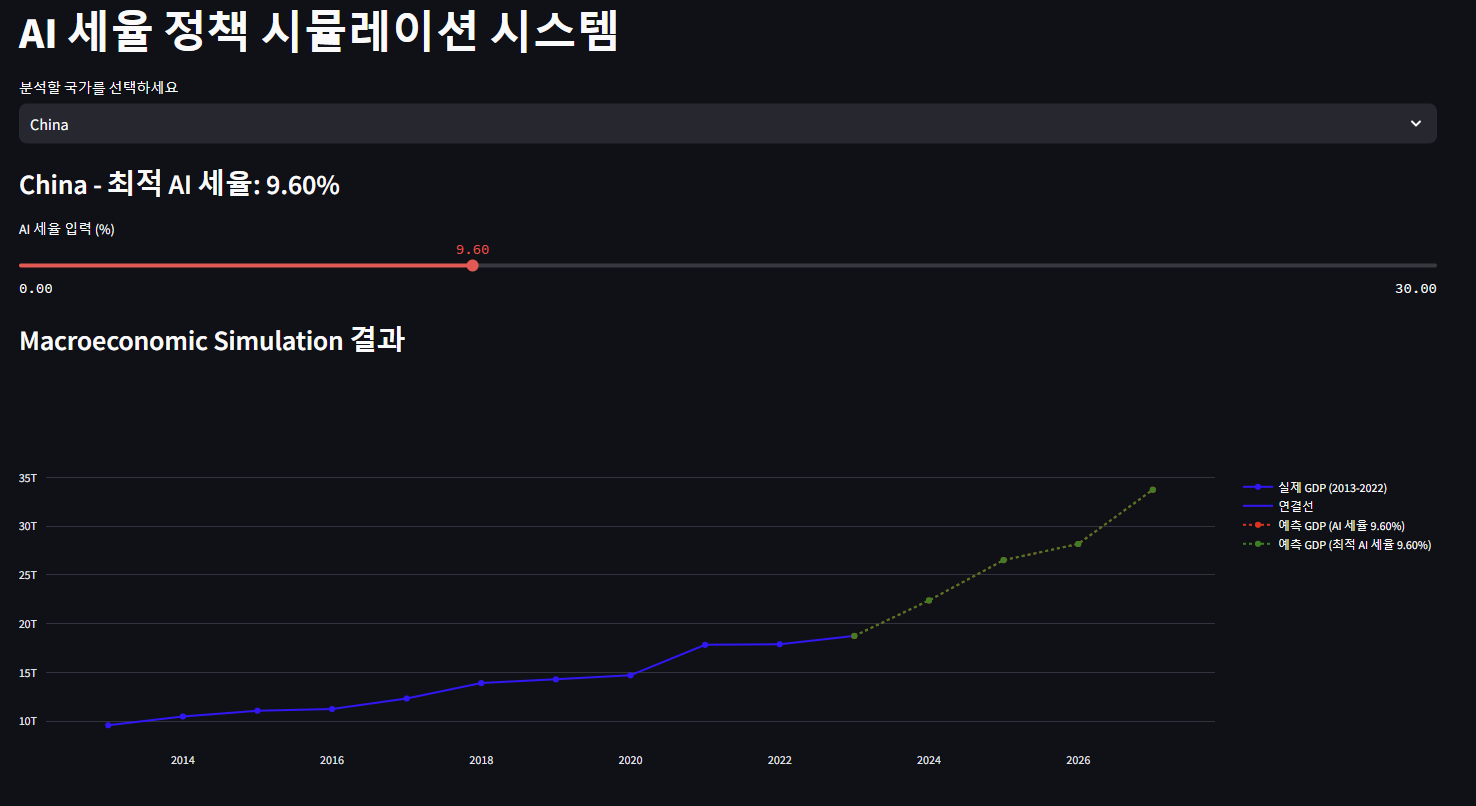 AI 세율 정책 시뮬레이션 시스템
분석할 국가를 선택하세요
China
China - 최적 AI 세율: 9.60%
AI 세율 입력 (%)
9.60
0.00
30.00
Macroeconomic Simulation 결과
35T
30T
25T
20T
15T
10T
2014
2016
2018
2020
2022
2024
2026
실제 GDP (2013-2022)
연결선
예측 GDP (AI 세율 9.60%)
예측 GDP (최적 AI 세율 9.60%)